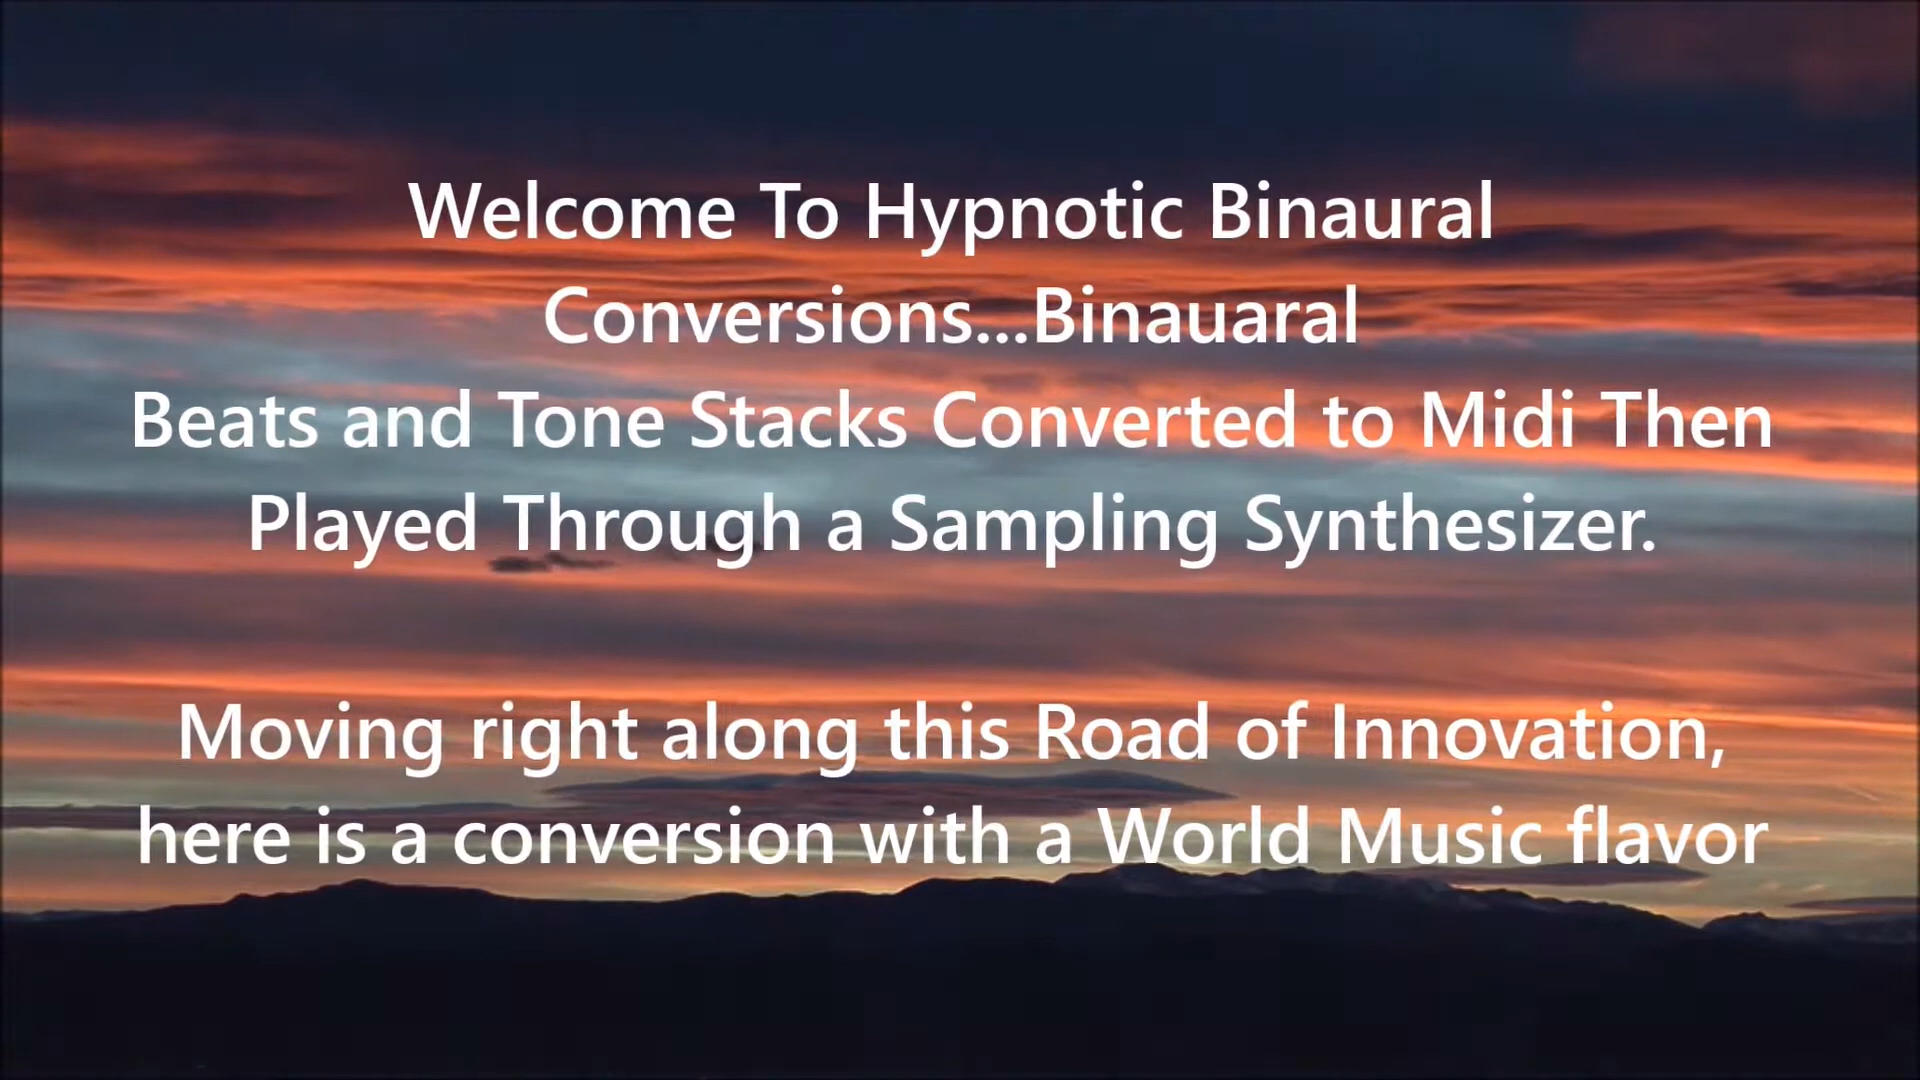 Welcome To Hypnotic Binaural
Conversions...Binauaral
Beats and Tone Stacks Converted to Midi Then
Played Through a Sampling Synthesizer.
Moving right along this Road of Innovation,
here is a conversion with a World Music flavor